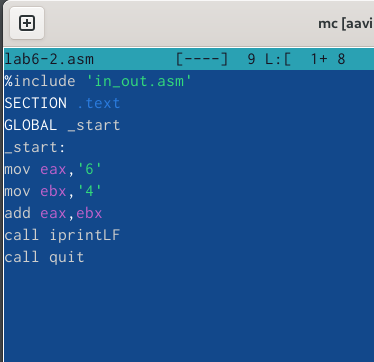 mc [aavi
lab6-2.asm [----] 9 L:[ 1+ 8
%include 'in_out.asm'
SECTION .text
GLOBAL _start
_start:
mov eax,'6'
mov ebx,'4'
add eax,ebx
call iprintLF
call quit